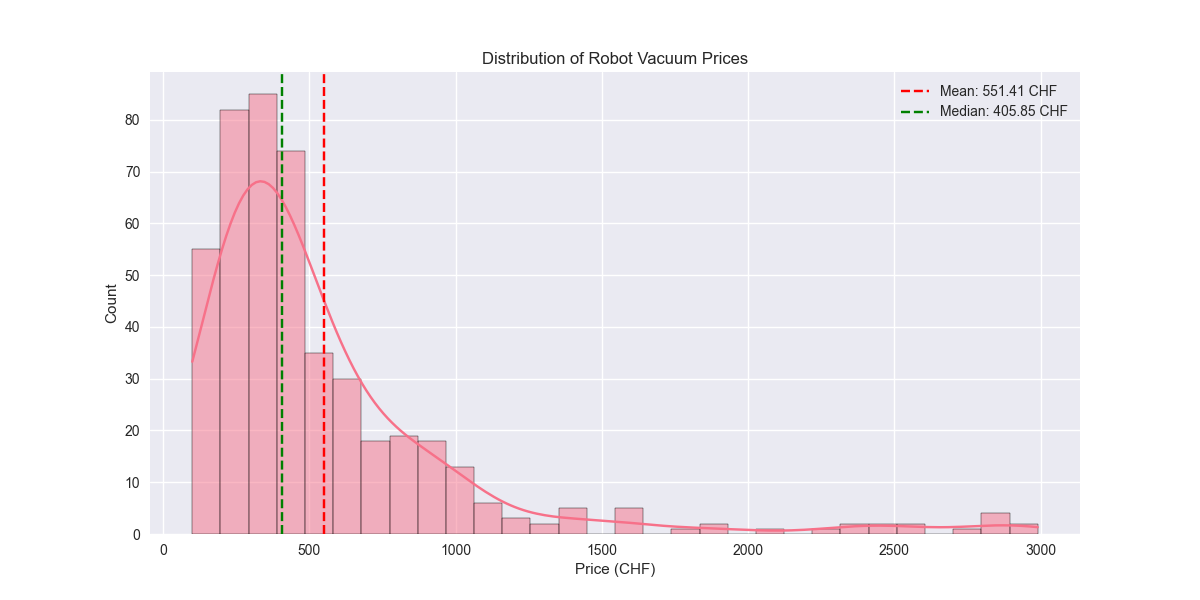 Distribution of Robot Vacuum Prices
Mean: 551.41 CHF
Median: 405.85 CHF
Count
80
70
60
50
40
30
20
10
0
0 500 1000 1500 2000 2500 3000
Price (CHF)